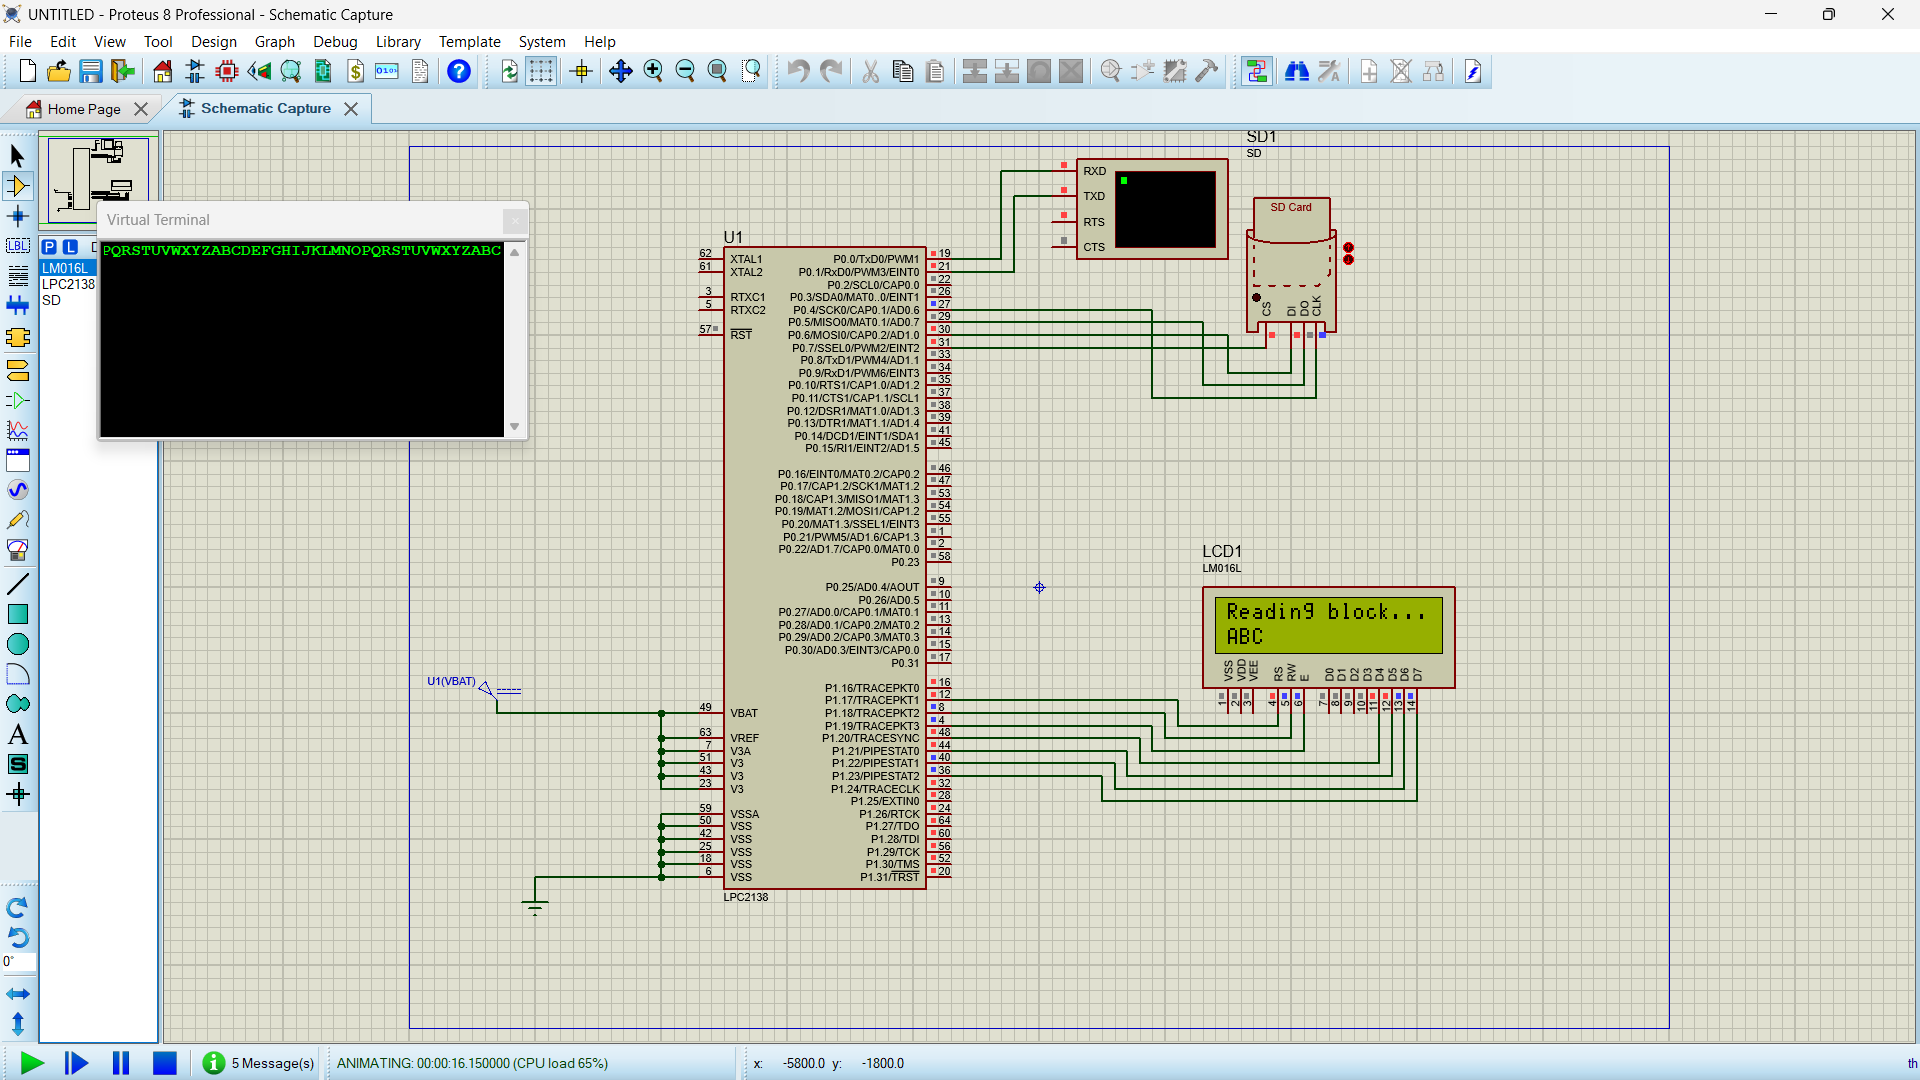 UNTITLED - Proteus 8 Professional - Schematic Capture
File Edit View Tool Design Graph Debug Library Template System Help
Home Page
Schematic Capture
LBL
P L D
LM016L
LPC2138
SD
Virtual Terminal
PQRSTUVWXYZABCDEFGHIJKLMNOPQRSTUVWXYZABC
A
S
0°
SD1
SD
RXD
TXD
RTS
CTS
SD Card
CS
DI
DO
CLK
U1
62 XTAL1
61 XTAL2
3 RTXC1
5 RTXC2
57 RST
P0.0/TxD0/PWM1 19
P0.1/RxD0/PWM3/EINT0 21
P0.2/SCL0/CAP0.0 22
P0.3/SDA0/MAT0..0/EINT1 26
P0.4/SCK0/CAP0.1/AD0.6 27
P0.5/MISO0/MAT0.1/AD0.7 29
P0.6/MOSI0/CAP0.2/AD1.0 30
P0.7/SSEL0/PWM2/EINT2 31
P0.8/TxD1/PWM4/AD1.1 33
P0.9/RxD1/PWM6/EINT3 34
P0.10/RTS1/CAP1.0/AD1.2 35
P0.11/CTS1/CAP1.1/SCL1 37
P0.12/DSR1/MAT1.0/AD1.3 38
P0.13/DTR1/MAT1.1/AD1.4 39
P0.14/DCD1/EINT1/SDA1 41
P0.15/RI1/EINT2/AD1.5 45
P0.16/EINT0/MAT0.2/CAP0.2 46
P0.17/CAP1.2/SCK1/MAT1.2 47
P0.18/CAP1.3/MISO1/MAT1.3 53
P0.19/MAT1.2/MOSI1/CAP1.2 54
P0.20/MAT1.3/SSEL1/EINT3 55
P0.21/PWM5/AD1.6/CAP1.3 1
P0.22/AD1.7/CAP0.0/MAT0.0 2
P0.23 58
P0.25/AD0.4/AOUT 9
P0.26/AD0.5 10
P0.27/AD0.0/CAP0.1/MAT0.1 11
P0.28/AD0.1/CAP0.2/MAT0.2 13
P0.29/AD0.2/CAP0.3/MAT0.3 14
P0.30/AD0.3/EINT3/CAP0.0 15
P0.31 17
P1.16/TRACEPKT0 16
P1.17/TRACEPKT1 12
P1.18/TRACEPKT2 8
P1.19/TRACEPKT3 4
P1.20/TRACESYNC 48
P1.21/PIPESTAT0 44
P1.22/PIPESTAT1 40
P1.23/PIPESTAT2 36
P1.24/TRACECLK 32
P1.25/EXTIN0 28
P1.26/RTCK 24
P1.27/TDO 64
P1.28/TDI 60
P1.29/TCK 56
P1.30/TMS 52
P1.31/TRST 20
U1(VBAT)
49 VBAT
63 VREF
7 V3A
51 V3
43 V3
23 V3
59 VSSA
50 VSS
42 VSS
25 VSS
18 VSS
6 VSS
LPC2138
LCD1
LM016L
Reading block...
ABC
VSS VDD VEE RS RW E D0 D1 D2 D3 D4 D5 D6 D7
1 2 3 4 5 6 7 8 9 10 11 12 13 14
5 Message(s) ANIMATING: 00:00:16.150000 (CPU load 65%) x: -5800.0 y: -1800.0 th